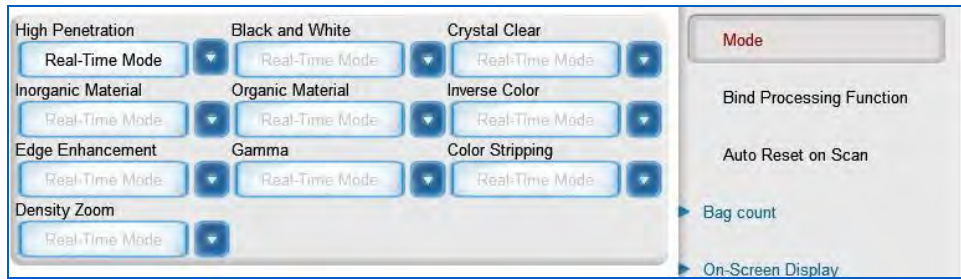 High Penetration Black and White Crystal Clear
Real-Time Mode Real-Time Mode Real-Time Mode
Inorganic Material Organic Material Inverse Color
Real-Time Mode Real-Time Mode Real-Time Mode
Edge Enhancement Gamma Color Stripping
Real-Time Mode Real-Time Mode Real-Time Mode
Density Zoom
Real-Time Mode
Mode
Bind Processing Function
Auto Reset on Scan
Bag count
On-Screen Display